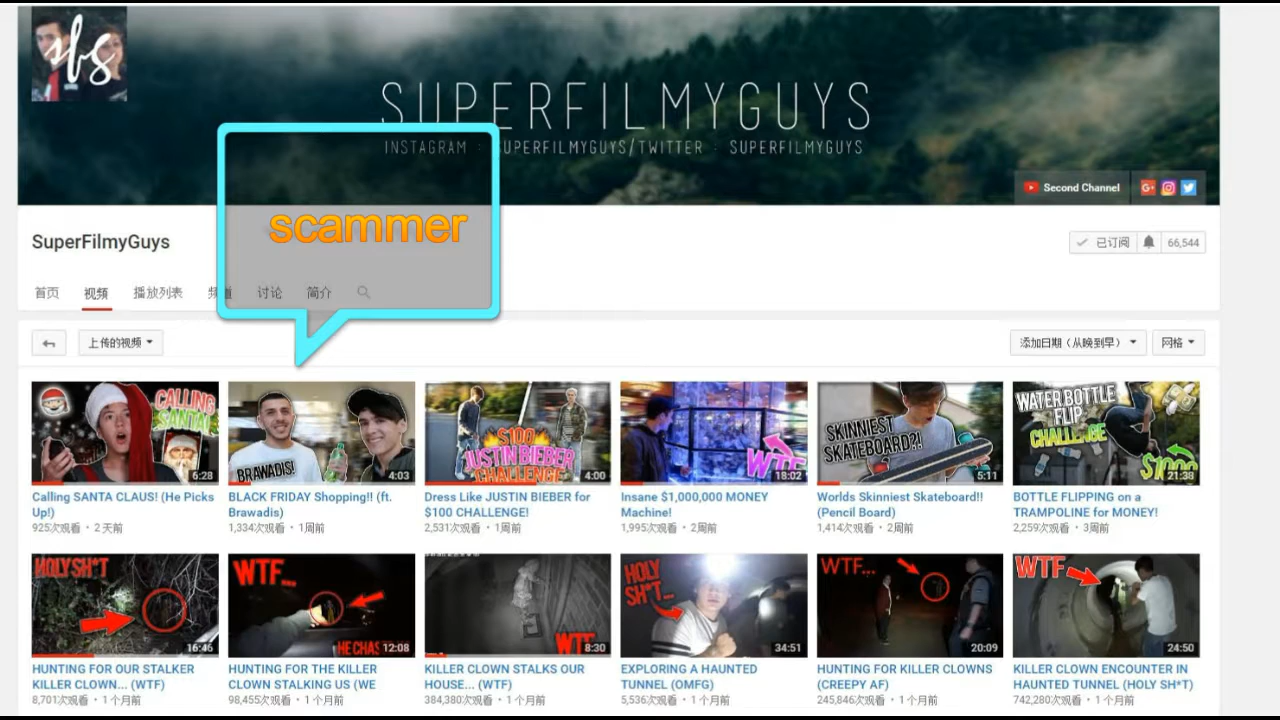 sfg
SUPERFILMYGUYS
INSTAGRAM : SUPERFILMYGUYS/TWITTER : SUPERFILMYGUYS
Second Channel
G+
scammer
SuperFilmyGuys
已订阅 66,544
首页 视频 播放列表 频道 讨论 简介
上传的视频 添加日期（从晚到早） 网格
CALLING SANTA! 6:28
BRAWADIS! 4:03
$100 JUSTIN BIEBER CHALLENGE! 4:00
WTF 18:02
SKINNIEST SKATEBOARD?! 5:11
WATER BOTTLE FLIP CHALLENGE $1000 21:38
Calling SANTA CLAUS! (He Picks Up!)
925次观看 · 2 天前
BLACK FRIDAY Shopping!! (ft. Brawadis)
1,334次观看 · 1周前
Dress Like JUSTIN BIEBER for $100 CHALLENGE!
2,531次观看 · 1周前
Insane $1,000,000 MONEY Machine!
1,995次观看 · 2周前
Worlds Skinniest Skateboard!! (Pencil Board)
1,414次观看 · 2周前
BOTTLE FLIPPING on a TRAMPOLINE for MONEY!
2,259次观看 · 3周前
HOLY SH*T 16:46
WTF... HE CHAS 12:08
WTF 8:30
HOLY SH*T... 34:51
WTF... 20:09
WTF 24:50
HUNTING FOR OUR STALKER KILLER CLOWN... (WTF)
8,701次观看 · 1 个月前
HUNTING FOR THE KILLER CLOWN STALKING US (WE
98,455次观看 · 1 个月前
KILLER CLOWN STALKS OUR HOUSE... (WTF)
384,380次观看 · 1 个月前
EXPLORING A HAUNTED TUNNEL (OMFG)
5,536次观看 · 1 个月前
HUNTING FOR KILLER CLOWNS (CREEPY AF)
245,846次观看 · 1 个月前
KILLER CLOWN ENCOUNTER IN HAUNTED TUNNEL (HOLY SH*T)
742,280次观看 · 1 个月前